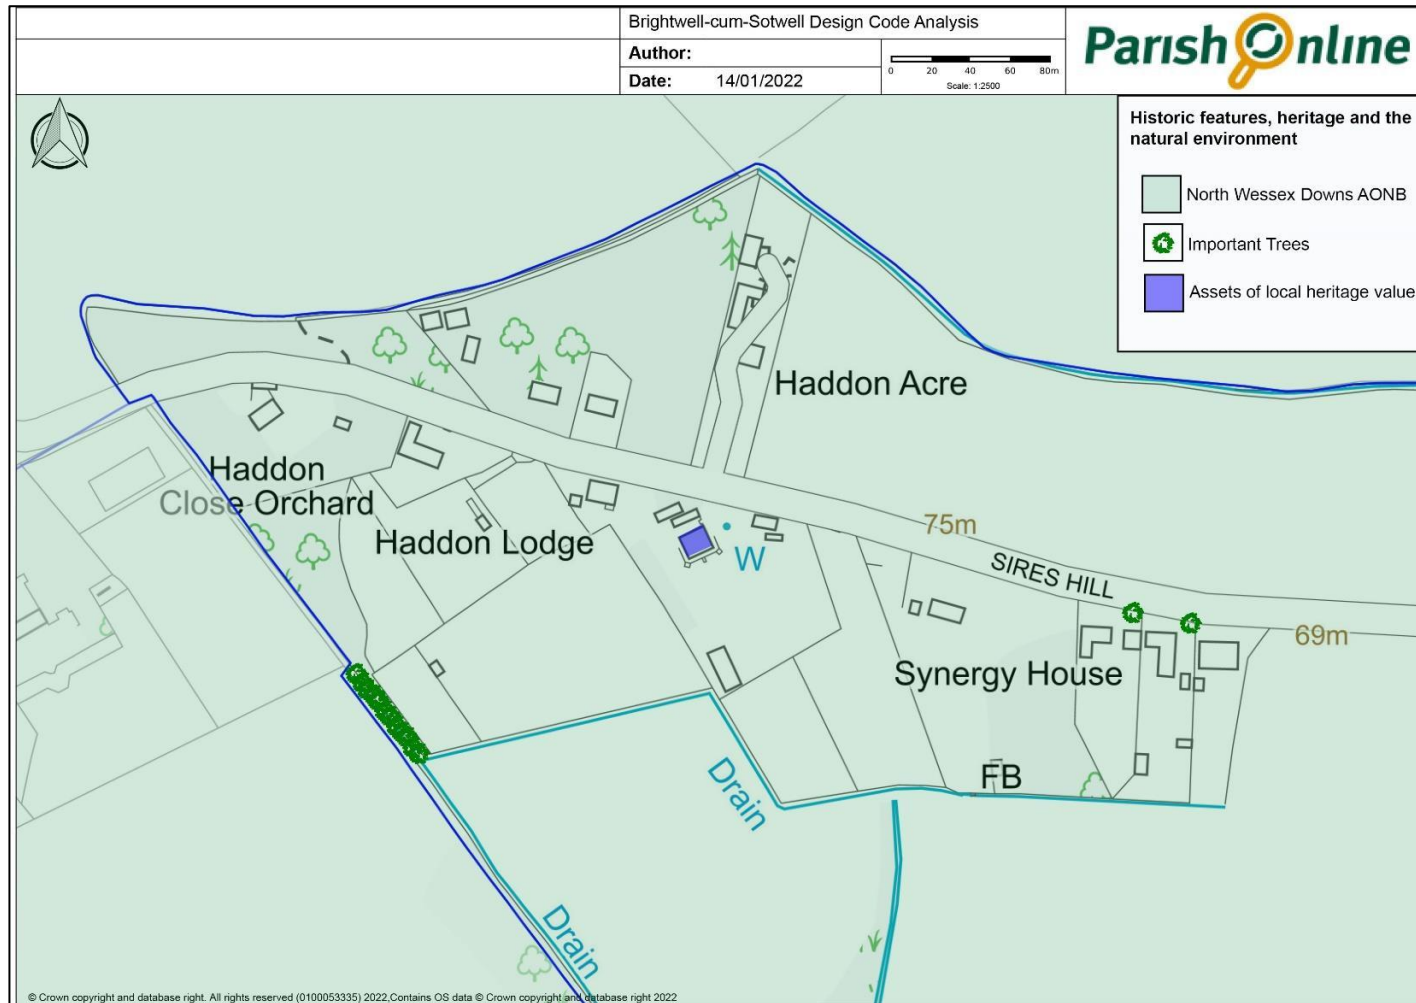 Brightwell-cum-Sotwell Design Code Analysis
Author:
Date: 14/01/2022
0 20 40 60 80m
Scale: 1:2500
Parish Online
Historic features, heritage and the
natural environment
North Wessex Downs AONB
Important Trees
Assets of local heritage value
Haddon Acre
Haddon
Close Orchard
Haddon Lodge
W
75m
SIRES HILL
69m
Synergy House
FB
Drain
Drain
© Crown copyright and database right. All rights reserved (0100053335) 2022,Contains OS data © Crown copyright and database right 2022